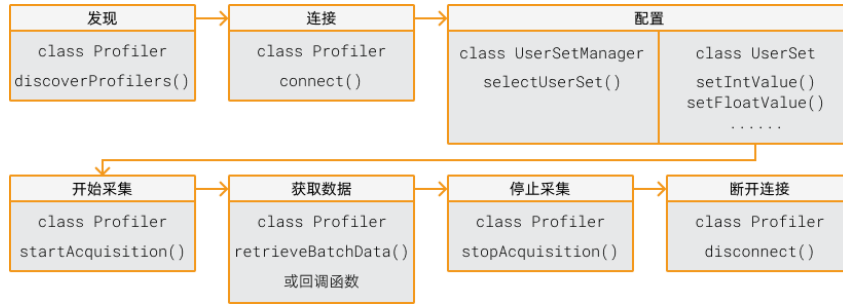 发现
class Profiler
discoverProfilers()
连接
class Profiler
connect()
配置
class UserSetManager
selectUserSet()
class UserSet
setIntValue()
setFloatValue()
......
开始采集
class Profiler
startAcquisition()
获取数据
class Profiler
retrieveBatchData()
或回调函数
停止采集
class Profiler
stopAcquisition()
断开连接
class Profiler
disconnect()